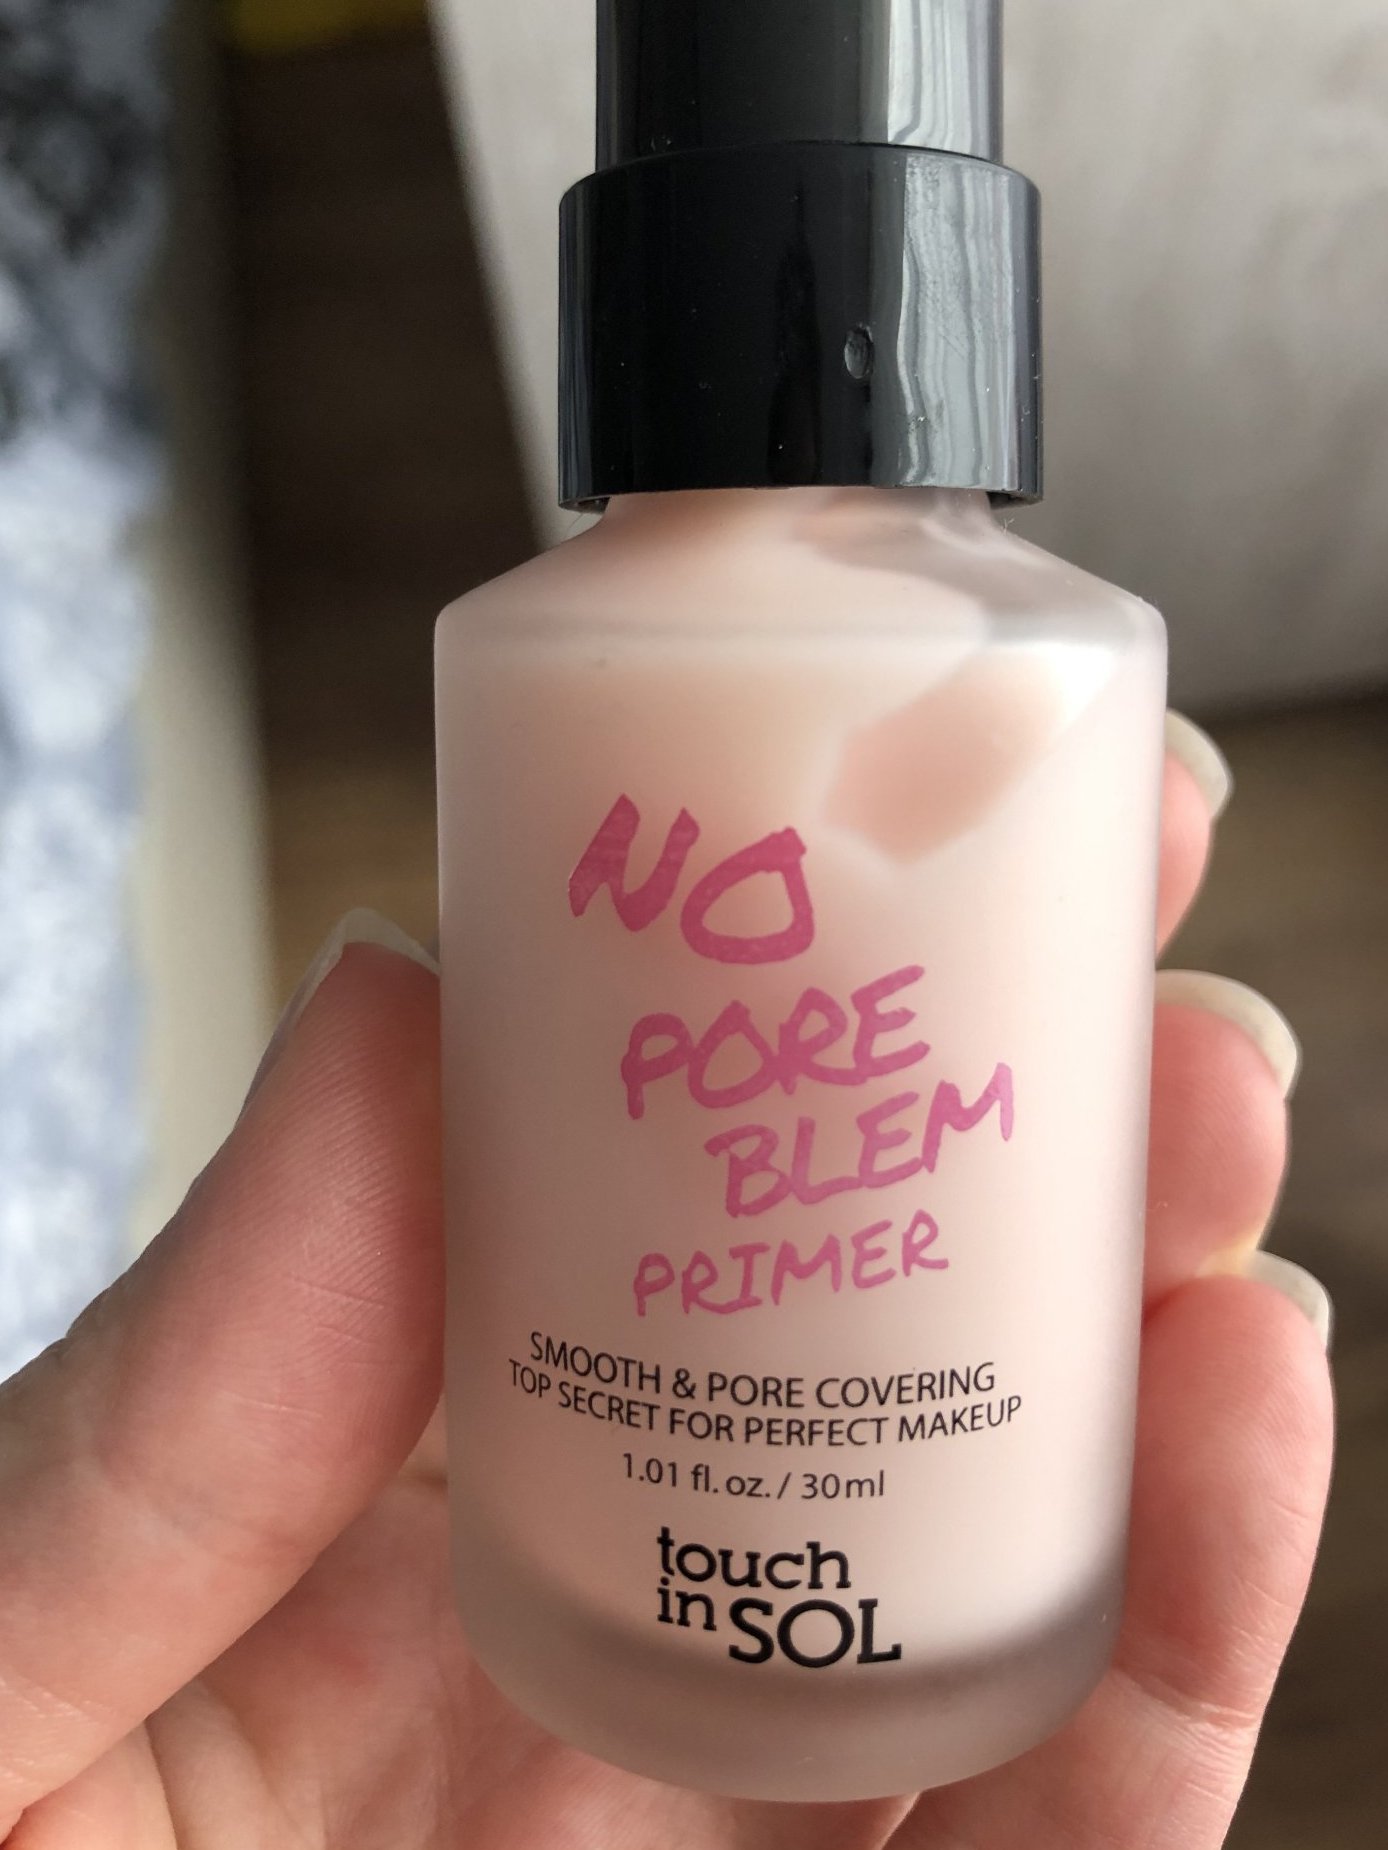 NO
PORE
BLEM
PRIMER
SMOOTH & PORE COVERING
TOP SECRET FOR PERFECT MAKEUP
1.01 fl. oz. / 30ml
touch
in SOL